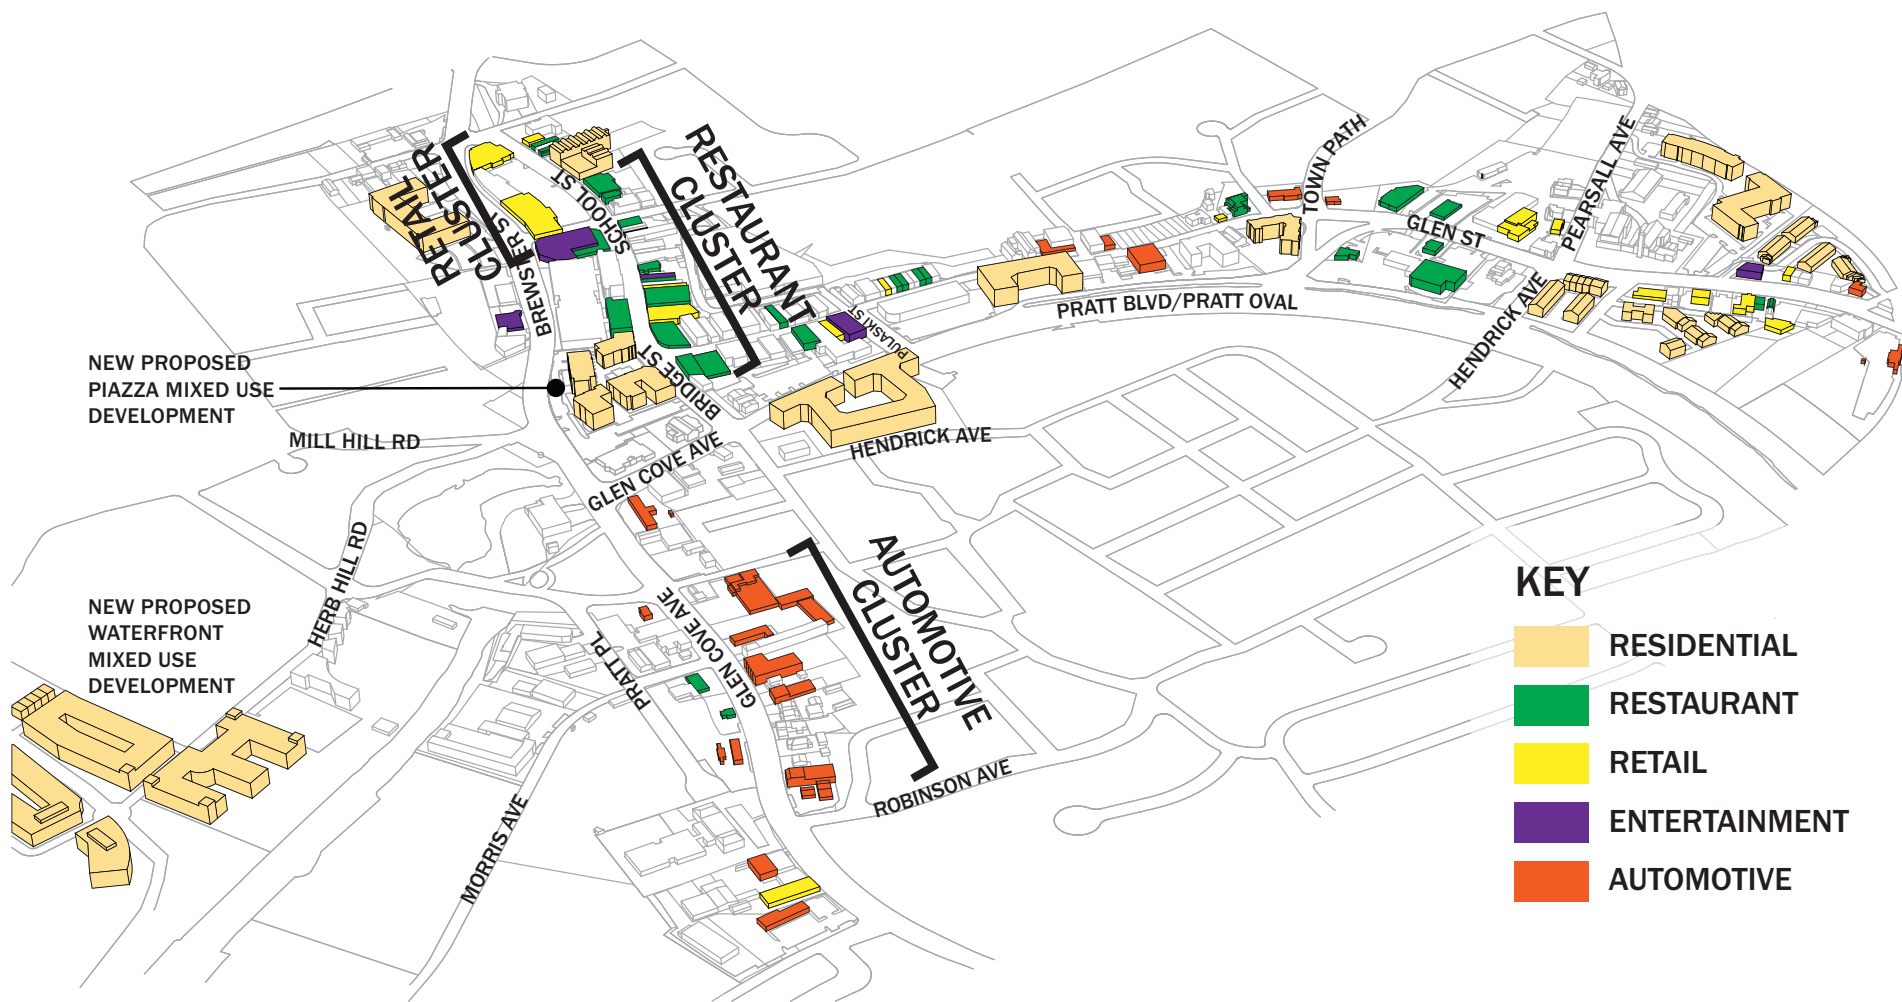 RETAIL
CLUSTER
BREWSTER ST
SCHOOL ST
RESTAURANT
CLUSTER
TOWN PATH
PEARSALL AVE
GLEN ST
PULASKI ST
PRATT BLVD/PRATT OVAL
HENDRICK AVE
NEW PROPOSED
PIAZZA MIXED USE
DEVELOPMENT
BRIDGE ST
MILL HILL RD
GLEN COVE AVE
HENDRICK AVE
HERB HILL RD
NEW PROPOSED
WATERFRONT
MIXED USE
DEVELOPMENT
PRATT PL
GLEN COVE AVE
AUTOMOTIVE
CLUSTER
MORRIS AVE
ROBINSON AVE
KEY
RESIDENTIAL
RESTAURANT
RETAIL
ENTERTAINMENT
AUTOMOTIVE